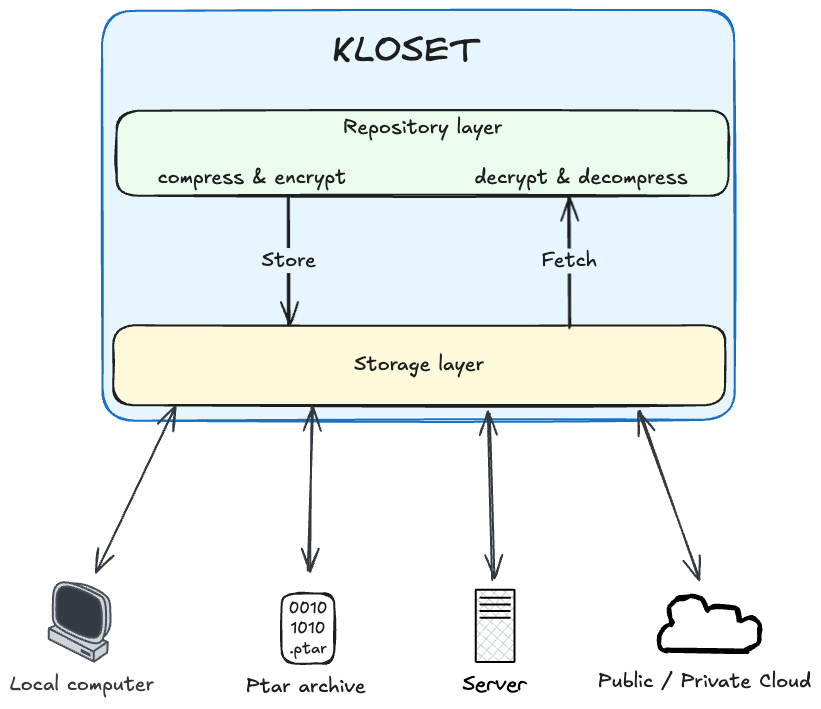 KLOSET
Repository layer
compress & encrypt
decrypt & decompress
Store
Fetch
Storage layer
0010
1010
.ptar
Local computer
Ptar archive
Server
Public / Private Cloud